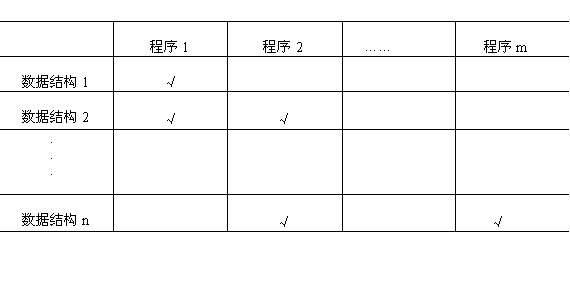 程序 1 程序 2 …… 程序 m
数据结构 1 √
数据结构 2 √ √
.
.
.
数据结构 n √ √